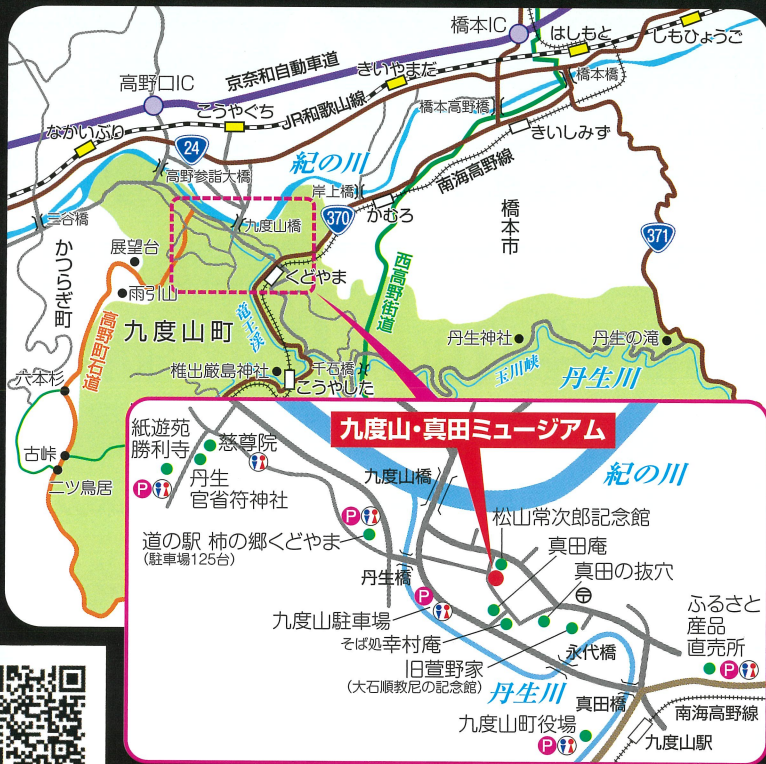 橋本IC
はしもと
しもひょうご
京奈和自動車道
きいやまだ
高野口IC
こうやぐち
JR和歌山線
橋本橋
橋本高野橋
きいしみず
なかいぶり
24
高野参詣大橋
紀の川
岸上橋
南海高野線
370
かむろ
橋本市
371
三谷橋
九度山橋
かつらぎ町
展望台
くどやま
雨引山
西高野街道
高野町石道
九度山町
竜王渓
丹生神社
丹生の滝
椎出厳島神社
千石橋
玉川峡
丹生川
こうやした
六本杉
古峠
二ツ鳥居
九度山・真田ミュージアム
紙遊苑
勝利寺
慈尊院
丹生
官省符神社
P
九度山橋
紀の川
P
道の駅 柿の郷くどやま
(駐車場125台)
松山常次郎記念館
真田庵
丹生橋
真田の抜穴
〒
P
九度山駐車場
そば処幸村庵
旧萱野家
(大石順教尼の記念館)
永代橋
ふるさと
産品
直売所
P
丹生川
真田橋
南海高野線
九度山町役場
P
九度山駅